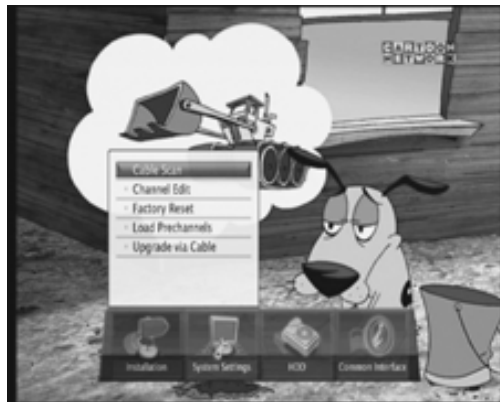 CARTOON
NETWORK
Cable Scan
Channel Edit
Factory Reset
Load Prechannels
Upgrade via Cable
Installation
System Settings
HDD
Common Interface